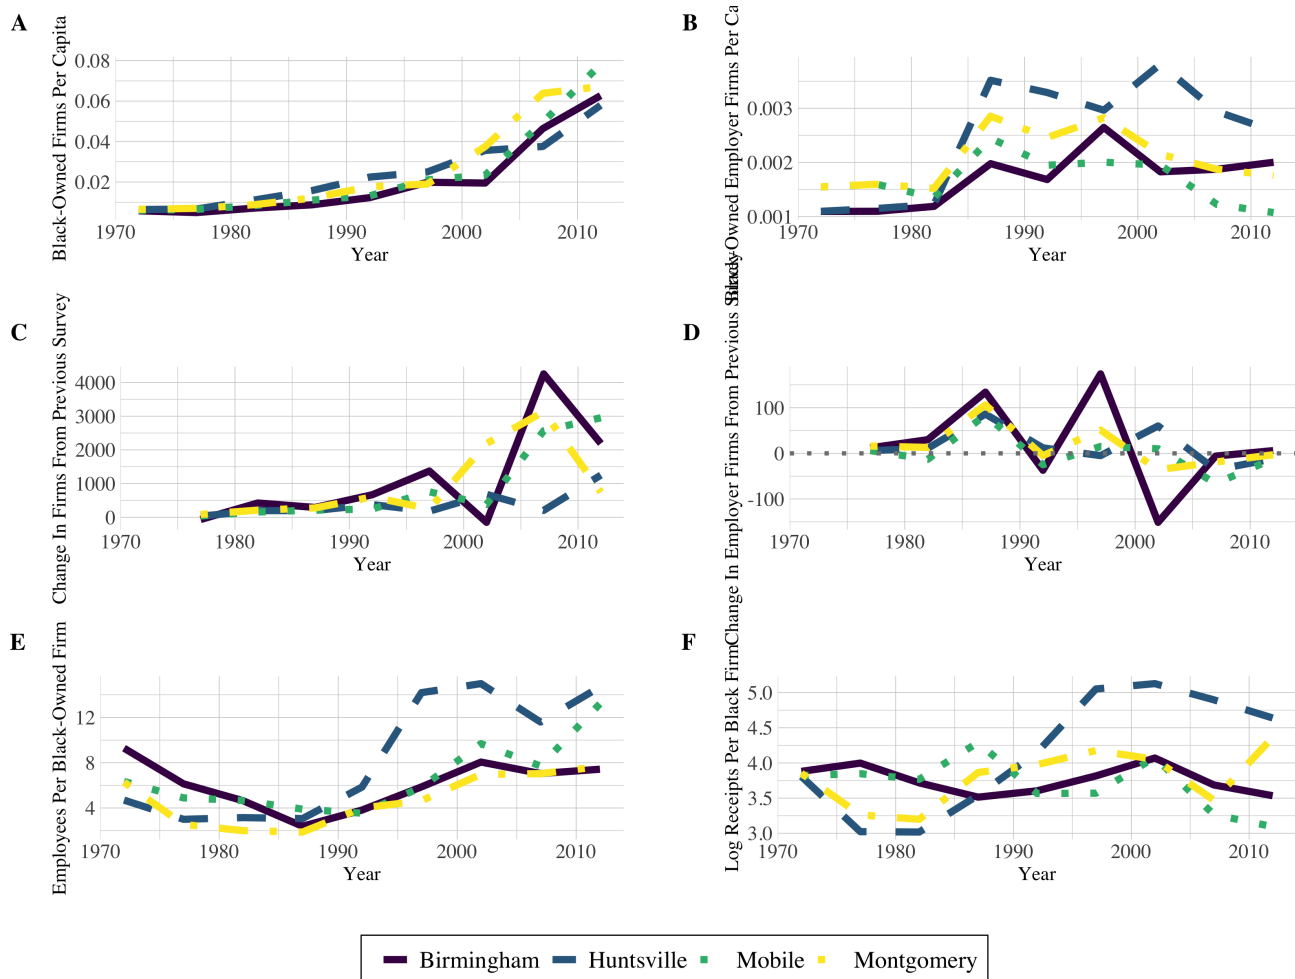 A
Black-Owned Firms Per Capita
0.08
0.06
0.04
0.02
1970 1980 1990 2000 2010
Year
B
Black-Owned Employer Firms Per Ca
0.003
0.002
0.001
1970 1980 1990 2000 2010
Year
C
Change In Firms From Previous Survey
4000
3000
2000
1000
0
1970 1980 1990 2000 2010
Year
D
Change In Employer Firms From Previous Survey
100
0
-100
1970 1980 1990 2000 2010
Year
E
Employees Per Black-Owned Firm
12
8
4
1970 1980 1990 2000 2010
Year
F
Log Receipts Per Black Firm
5.0
4.5
4.0
3.5
3.0
1970 1980 1990 2000 2010
Year
Birmingham Huntsville Mobile Montgomery